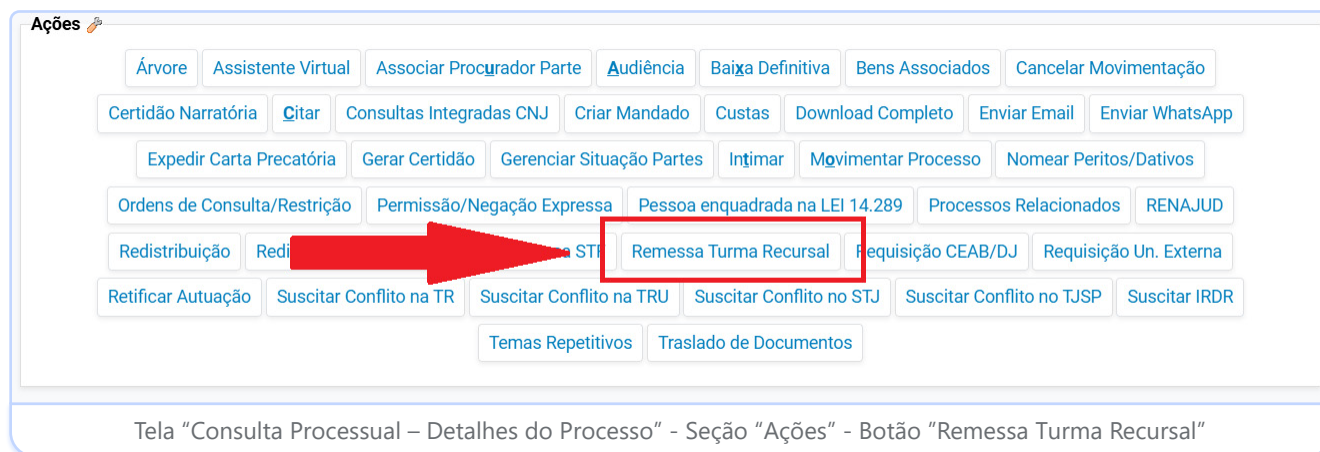 Ações
Árvore Assistente Virtual Associar Procurador Parte Audiência Baixa Definitiva Bens Associados Cancelar Movimentação
Certidão Narratória Citar Consultas Integradas CNJ Criar Mandado Custas Download Completo Enviar Email Enviar WhatsApp
Expedir Carta Precatória Gerar Certidão Gerenciar Situação Partes Intimar Movimentar Processo Nomear Peritos/Dativos
Ordens de Consulta/Restrição Permissão/Negação Expressa Pessoa enquadrada na LEI 14.289 Processos Relacionados RENAJUD
Redistribuição Remessa Turma Recursal Requisição CEAB/DJ Requisição Un. Externa
Retificar Autuação Suscitar Conflito na TR Suscitar Conflito na TRU Suscitar Conflito no STJ Suscitar Conflito no TJSP Suscitar IRDR
Temas Repetitivos Traslado de Documentos
Tela “Consulta Processual – Detalhes do Processo” - Seção “Ações” - Botão ”Remessa Turma Recursal”